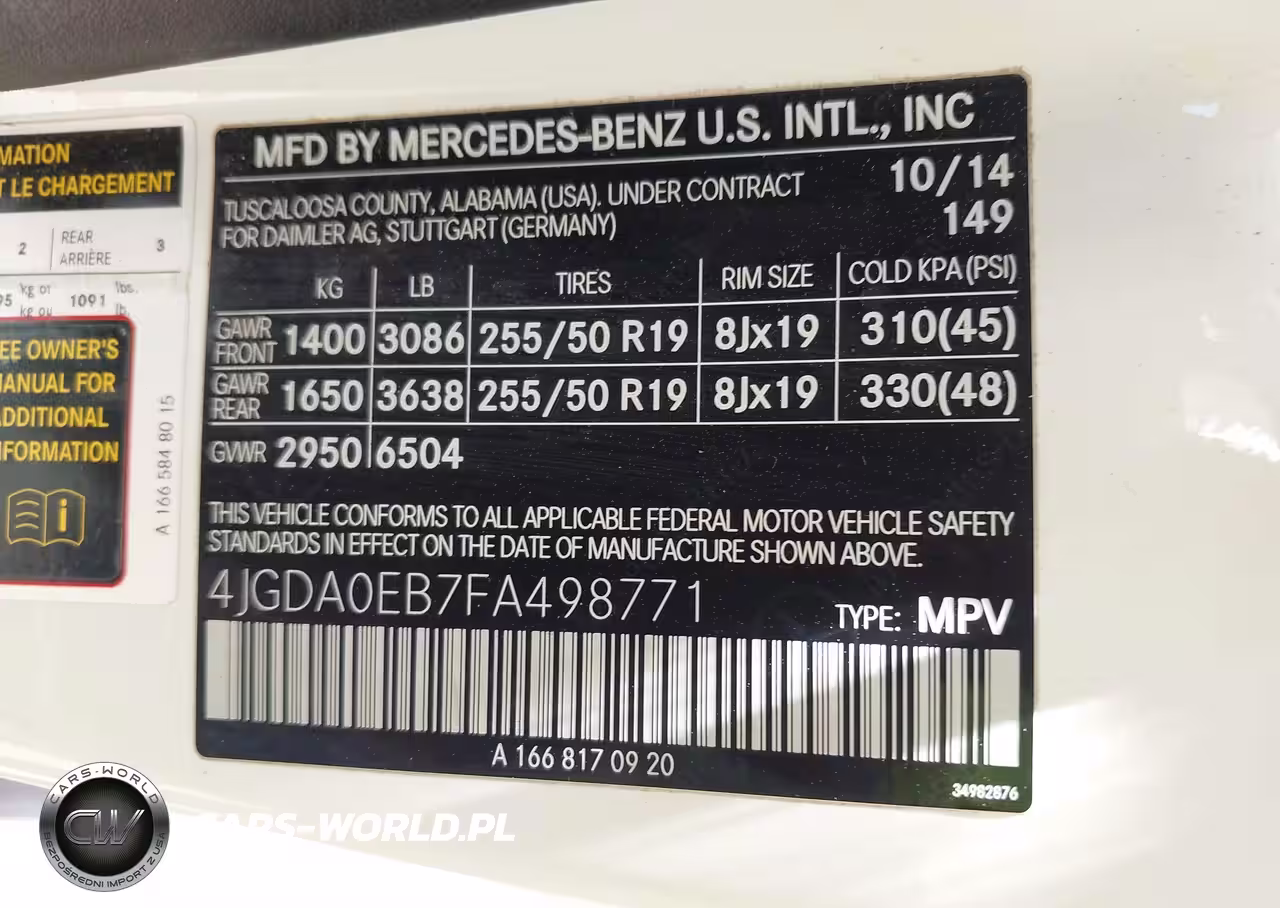 MATION
T LE CHARGEMENT
2 REAR 3
ARRIÈRE
95 kg or 1091 lbs.
kg ou lb.
EE OWNER'S
MANUAL FOR
ADDITIONAL
NFORMATION
A 166 584 80 15
MFD BY MERCEDES-BENZ U.S. INTL., INC
TUSCALOOSA COUNTY, ALABAMA (USA). UNDER CONTRACT 10/14
FOR DAIMLER AG, STUTTGART (GERMANY) 149
KG LB TIRES RIM SIZE COLD KPA (PSI)
GAWR FRONT 1400 3086 255/50 R19 8Jx19 310(45)
GAWR REAR 1650 3638 255/50 R19 8Jx19 330(48)
GVWR 2950 6504
THIS VEHICLE CONFORMS TO ALL APPLICABLE FEDERAL MOTOR VEHICLE SAFETY
STANDARDS IN EFFECT ON THE DATE OF MANUFACTURE SHOWN ABOVE.
4JGDA0EB7FA498771
TYPE: MPV
A 166 817 09 20
34982876
CARS-WORLD
CW
BEZPOŚREDNI IMPORT Z USA
CARS-WORLD.PL